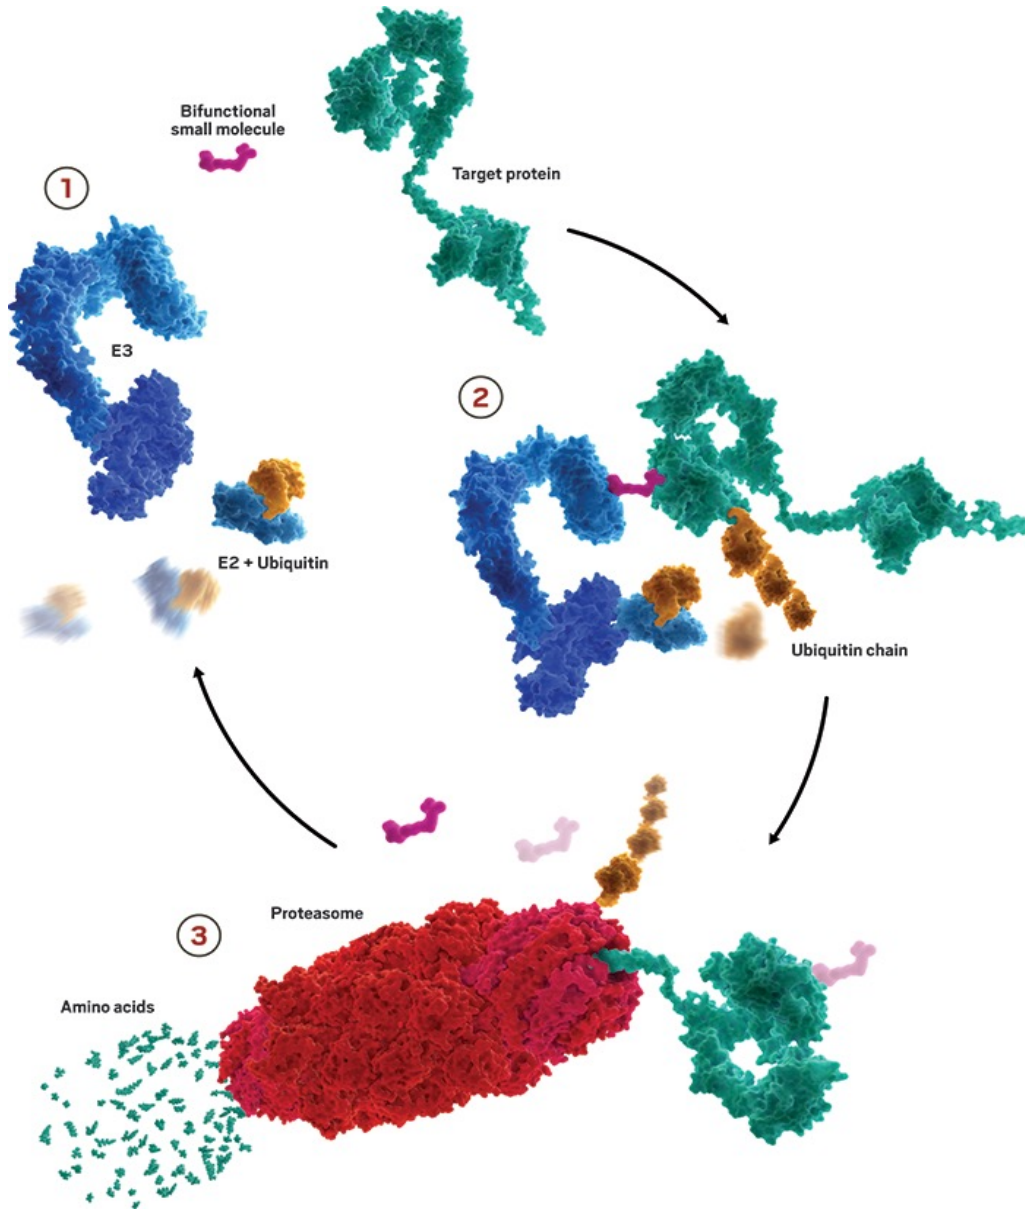 Bifunctional
small molecule
1
Target protein
E3
2
E2 + Ubiquitin
Ubiquitin chain
Proteasome
3
Amino acids